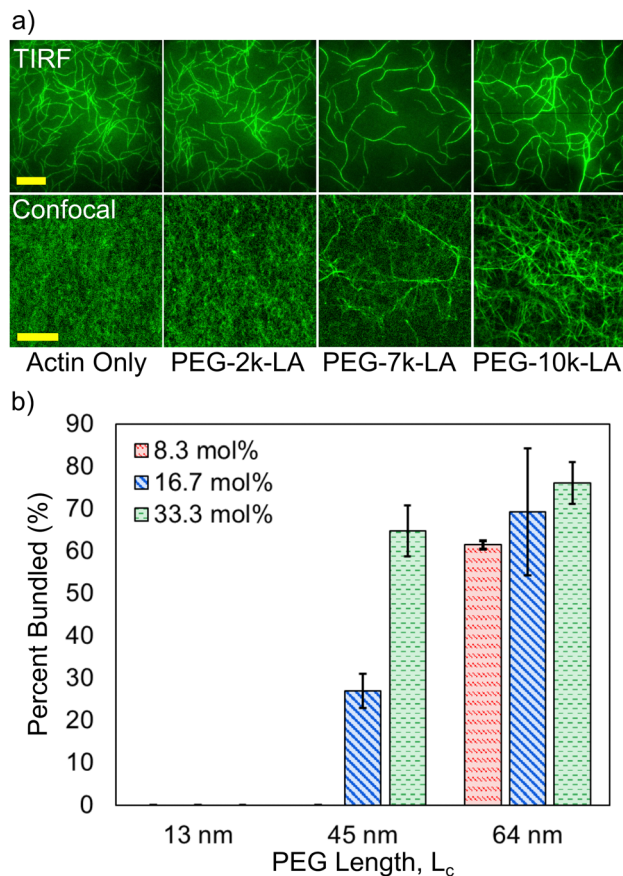 a)
TIRF
Confocal
Actin Only PEG-2k-LA PEG-7k-LA PEG-10k-LA
b)
90
80
70
60
50
40
30
20
10
0
Percent Bundled (%)
8.3 mol%
16.7 mol%
33.3 mol%
13 nm 45 nm 64 nm
PEG Length, Lc